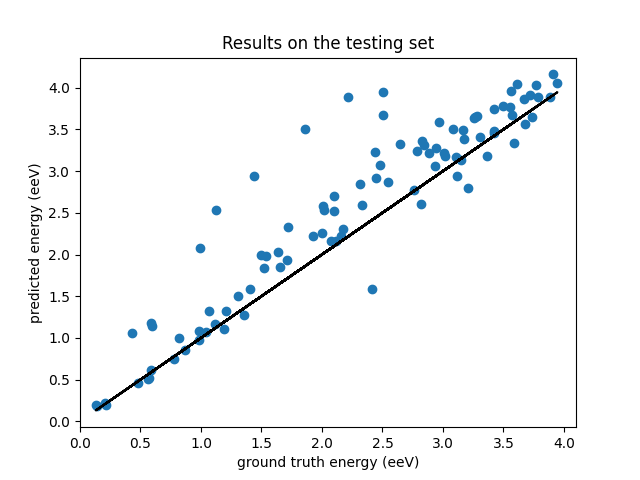 Results on the testing set
4.0
3.5
3.0
2.5
2.0
1.5
1.0
0.5
0.0
predicted energy (eeV)
0.0 0.5 1.0 1.5 2.0 2.5 3.0 3.5 4.0
ground truth energy (eeV)